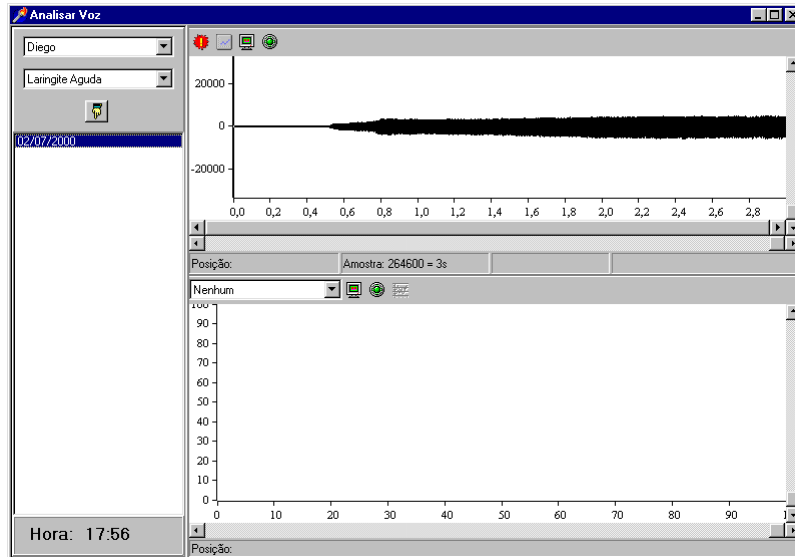 Analisar Voz
Diego
Laringite Aguda
02/07/2000
Hora: 17:56
20000
0
-20000
0,0 0,2 0,4 0,6 0,8 1,0 1,2 1,4 1,6 1,8 2,0 2,2 2,4 2,6 2,8
Posição: Amostra: 264600 = 3s
Nenhum
100
90
80
70
60
50
40
30
20
10
0
0 10 20 30 40 50 60 70 80 90
Posição: